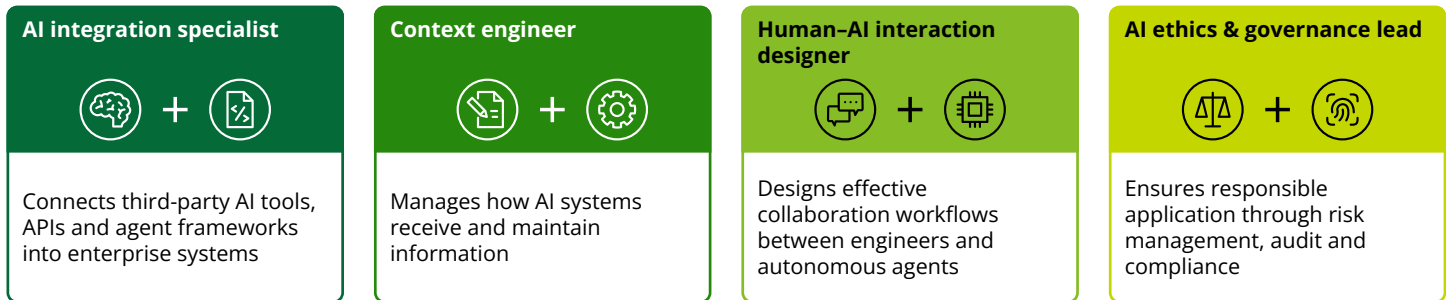 AI integration specialist
Connects third-party AI tools,
APIs and agent frameworks
into enterprise systems
Context engineer
Manages how AI systems
receive and maintain
information
Human–AI interaction
designer
Designs effective
collaboration workflows
between engineers and
autonomous agents
AI ethics & governance lead
Ensures responsible
application through risk
management, audit and
compliance